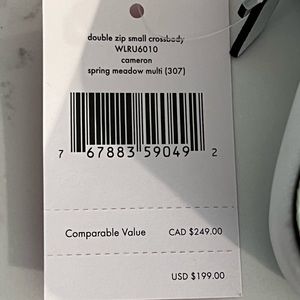 double zip small crossbody
WLRU6010
cameron
spring meadow multi (307)
7 67883 59049 2
Comparable Value CAD $249.00
USD $199.00